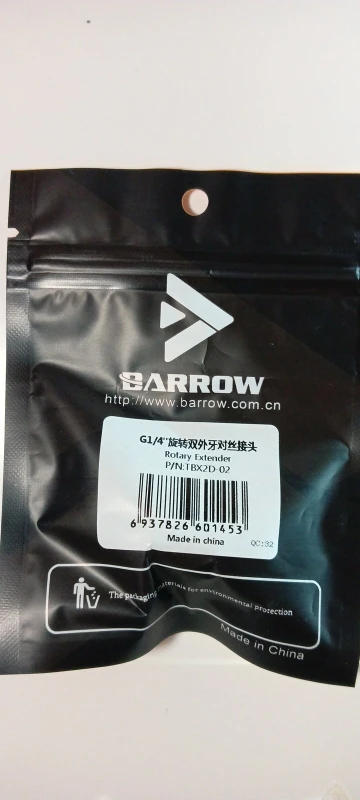 BARROW
http://www.barrow.com.cn
G1/4"旋转双外牙对丝接头
Rotary Extender
P/N:TBX2D-02
6 937826 601453
Made in china
QC:32
The packaging materials for environmental protection
Made in China